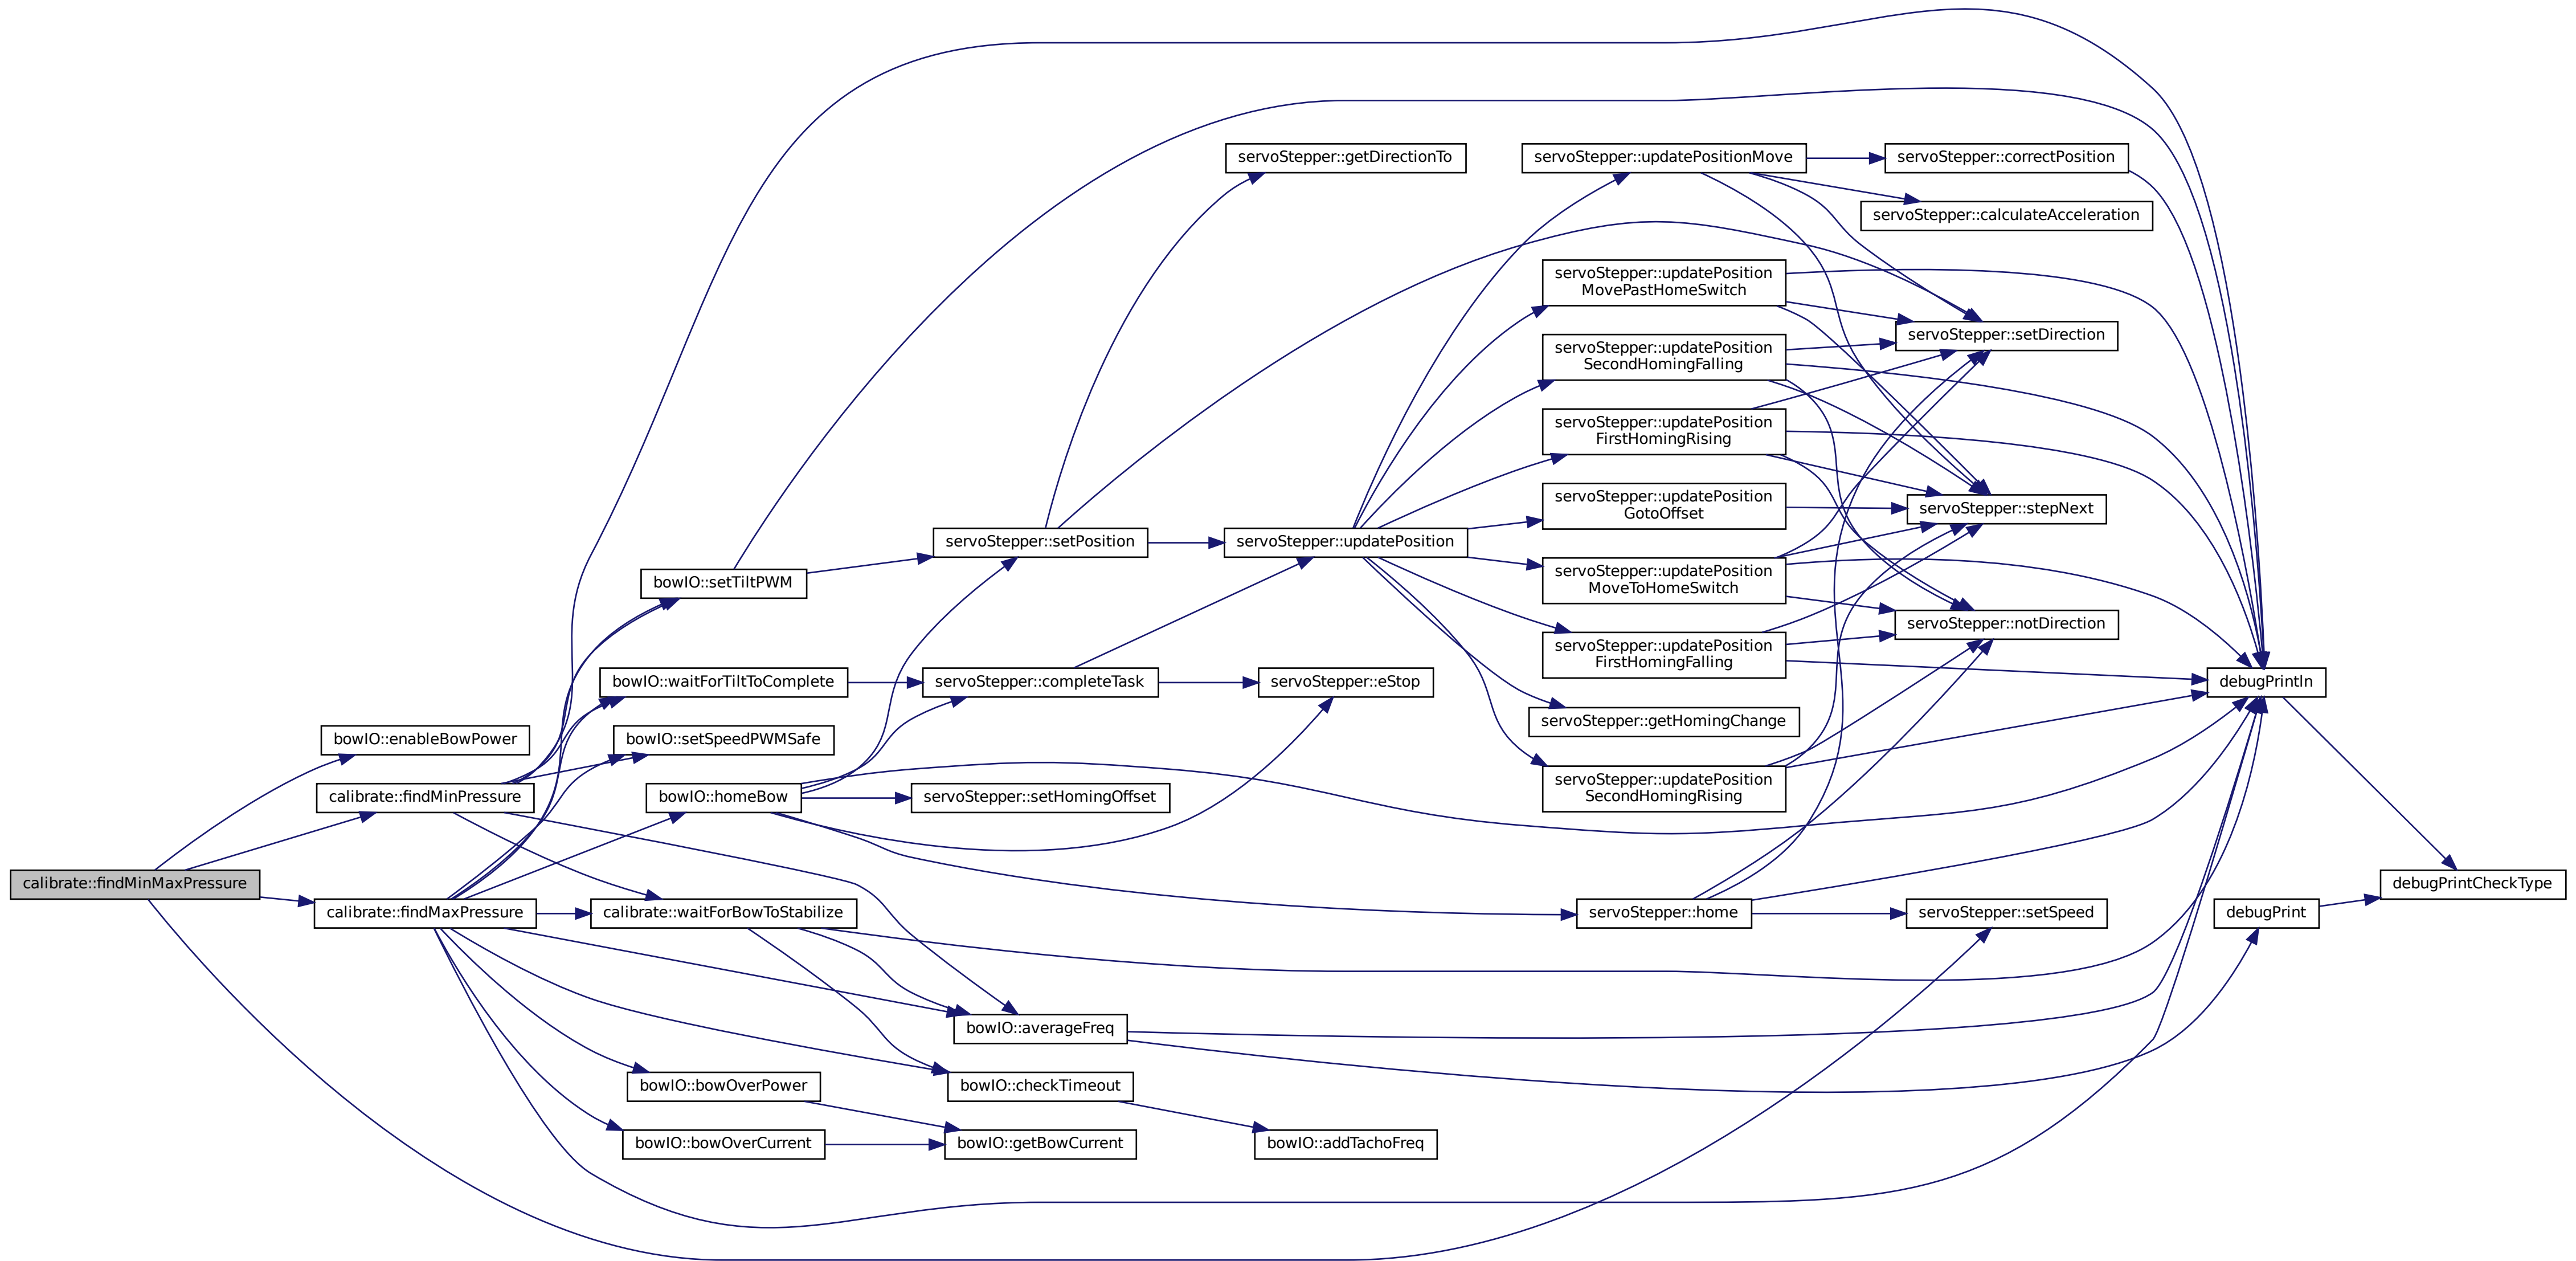 calibrate::findMinMaxPressure
bowIO::enableBowPower
calibrate::findMinPressure
calibrate::findMaxPressure
bowIO::setTiltPWM
bowIO::waitForTiltToComplete
bowIO::setSpeedPWMSafe
bowIO::homeBow
calibrate::waitForBowToStabilize
bowIO::bowOverPower
bowIO::bowOverCurrent
servoStepper::setPosition
servoStepper::completeTask
servoStepper::setHomingOffset
bowIO::averageFreq
bowIO::checkTimeout
bowIO::getBowCurrent
servoStepper::getDirectionTo
servoStepper::updatePosition
servoStepper::eStop
bowIO::addTachoFreq
servoStepper::updatePositionMove
servoStepper::updatePosition
MovePastHomeSwitch
servoStepper::updatePosition
SecondHomingFalling
servoStepper::updatePosition
FirstHomingRising
servoStepper::updatePosition
GotoOffset
servoStepper::updatePosition
MoveToHomeSwitch
servoStepper::updatePosition
FirstHomingFalling
servoStepper::getHomingChange
servoStepper::updatePosition
SecondHomingRising
servoStepper::home
servoStepper::correctPosition
servoStepper::calculateAcceleration
servoStepper::setDirection
servoStepper::stepNext
servoStepper::notDirection
servoStepper::setSpeed
debugPrintln
debugPrint
debugPrintCheckType